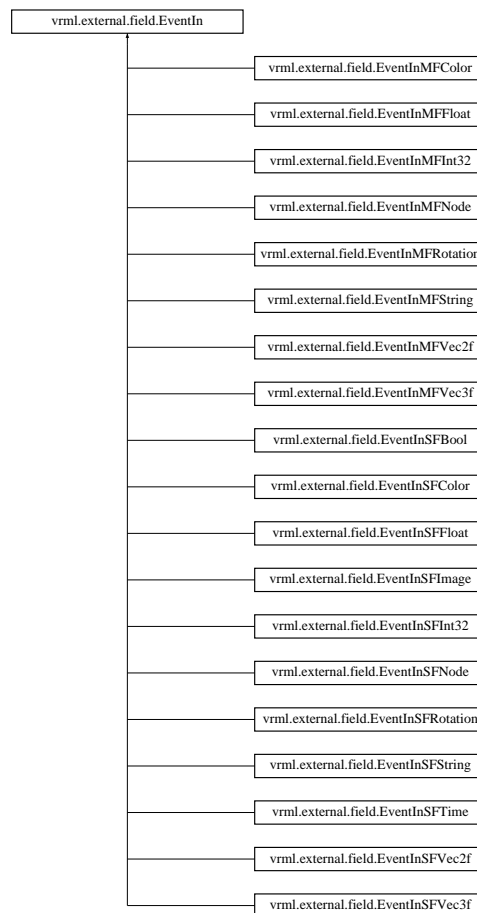 vrml.external.field.EventIn
vrml.external.field.EventInMFColor
vrml.external.field.EventInMFFloat
vrml.external.field.EventInMFInt32
vrml.external.field.EventInMFNode
vrml.external.field.EventInMFRotation
vrml.external.field.EventInMFString
vrml.external.field.EventInMFVec2f
vrml.external.field.EventInMFVec3f
vrml.external.field.EventInSFBool
vrml.external.field.EventInSFColor
vrml.external.field.EventInSFFloat
vrml.external.field.EventInSFImage
vrml.external.field.EventInSFInt32
vrml.external.field.EventInSFNode
vrml.external.field.EventInSFRotation
vrml.external.field.EventInSFString
vrml.external.field.EventInSFTime
vrml.external.field.EventInSFVec2f
vrml.external.field.EventInSFVec3f